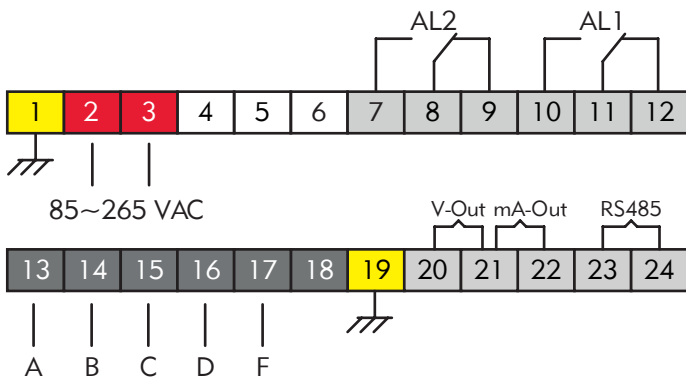 AL2 AL1
1 2 3 4 5 6 7 8 9 10 11 12
85~265 VAC
V-Out mA-Out RS485
13 14 15 16 17 18 19 20 21 22 23 24
A B C D F